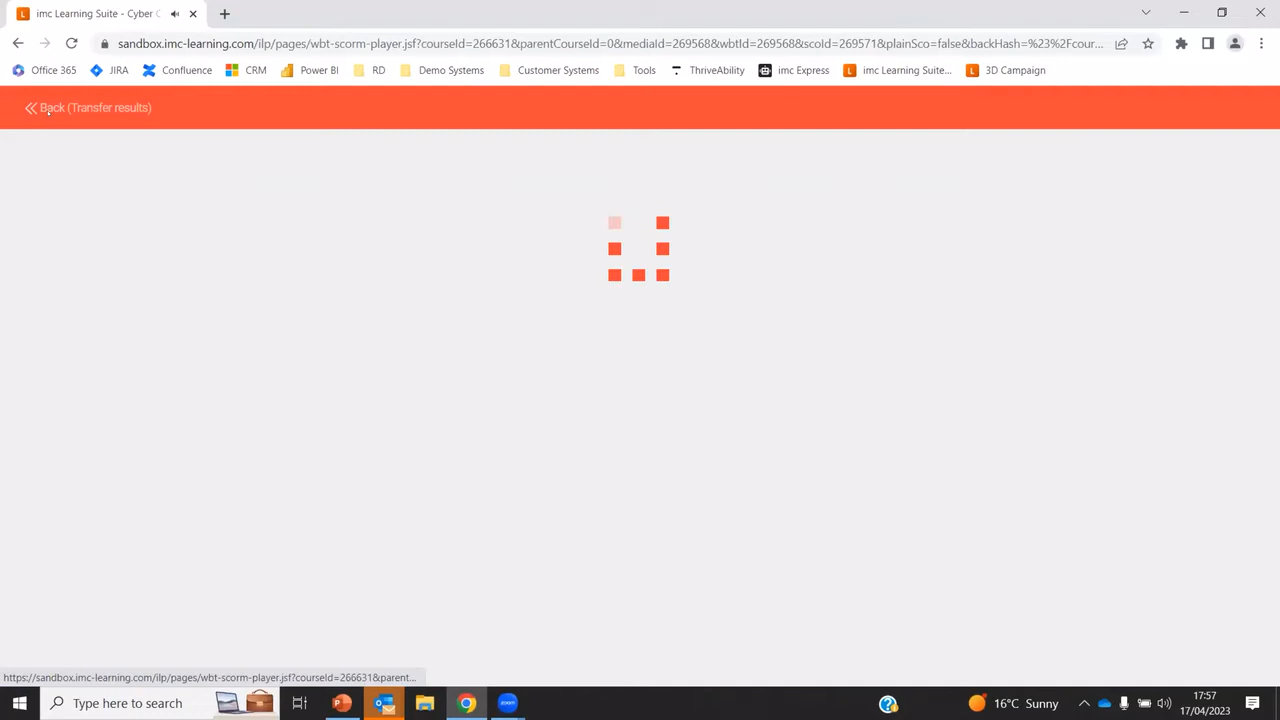 imc Learning Suite - Cyber C
sandbox.imc-learning.com/ilp/pages/wbt-scorm-player.jsf?courseId=266631&parentCourseId=0&mediaId=269568&wbtId=269568&scoId=269571&plainSco=false&backHash=%23%2Fcour...
Office 365 JIRA Confluence CRM Power BI RD Demo Systems Customer Systems Tools ThriveAbility imc Express imc Learning Suite... 3D Campaign
Back (Transfer results)
https://sandbox.imc-learning.com/ilp/pages/wbt-scorm-player.jsf?courseId=266631&parent...
Type here to search
16°C Sunny
17:57
17/04/2023